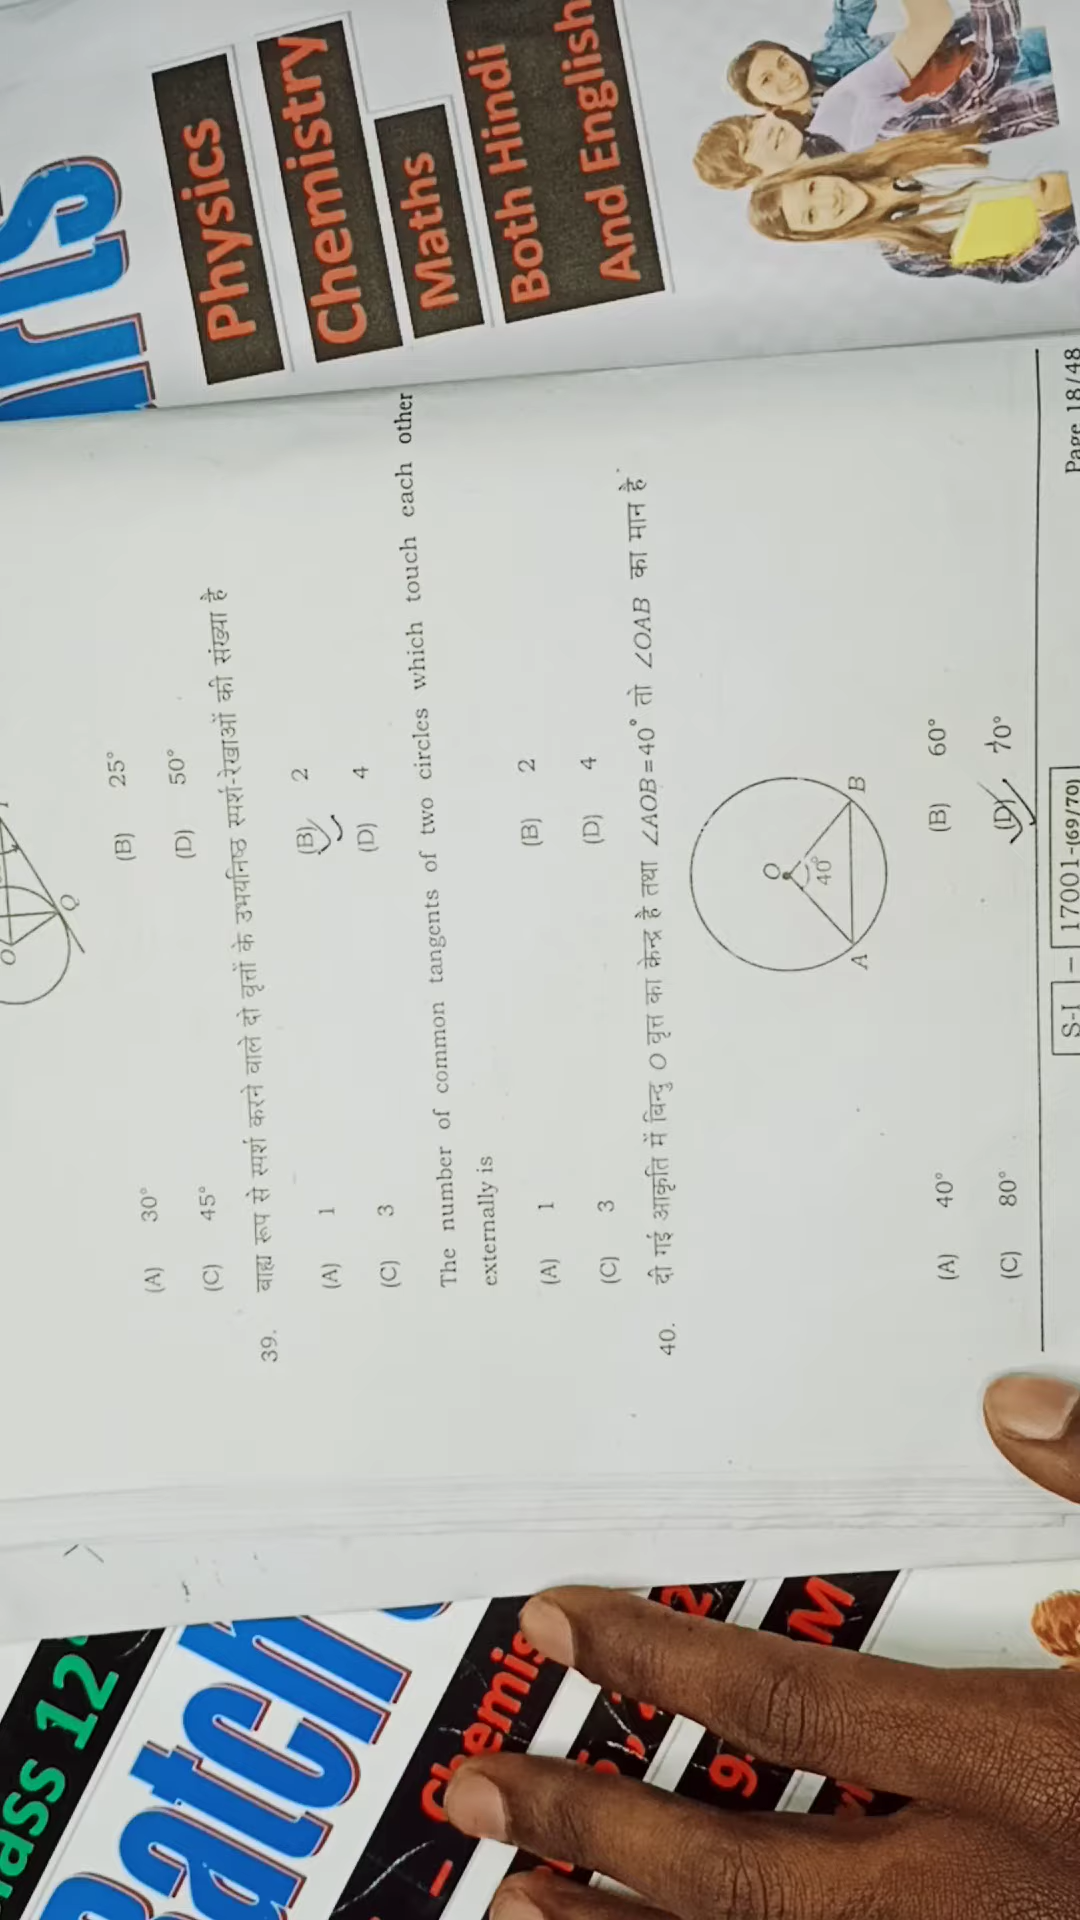 Physics
Chemistry
Maths
Both Hindi
And English
O
Q
(A) 30° (B) 25°
(C) 45° (D) 50°
39. बाह्य रूप से स्पर्श करने वाले दो वृत्तों के उभयनिष्ठ स्पर्श-रेखाओं की संख्या है
(A) 1 (B) 2
(C) 3 (D) 4
The number of common tangents of two circles which touch each other
externally is
(A) 1 (B) 2
(C) 3 (D) 4
40. दी गई आकृति में बिन्दु O वृत्त का केन्द्र है तथा ∠AOB=40° तो ∠OAB का मान है
O
40°
A B
(A) 40° (B) 60°
(C) 80° (D) 70°
S-I – 17001-(69/70) Page 18/48
12